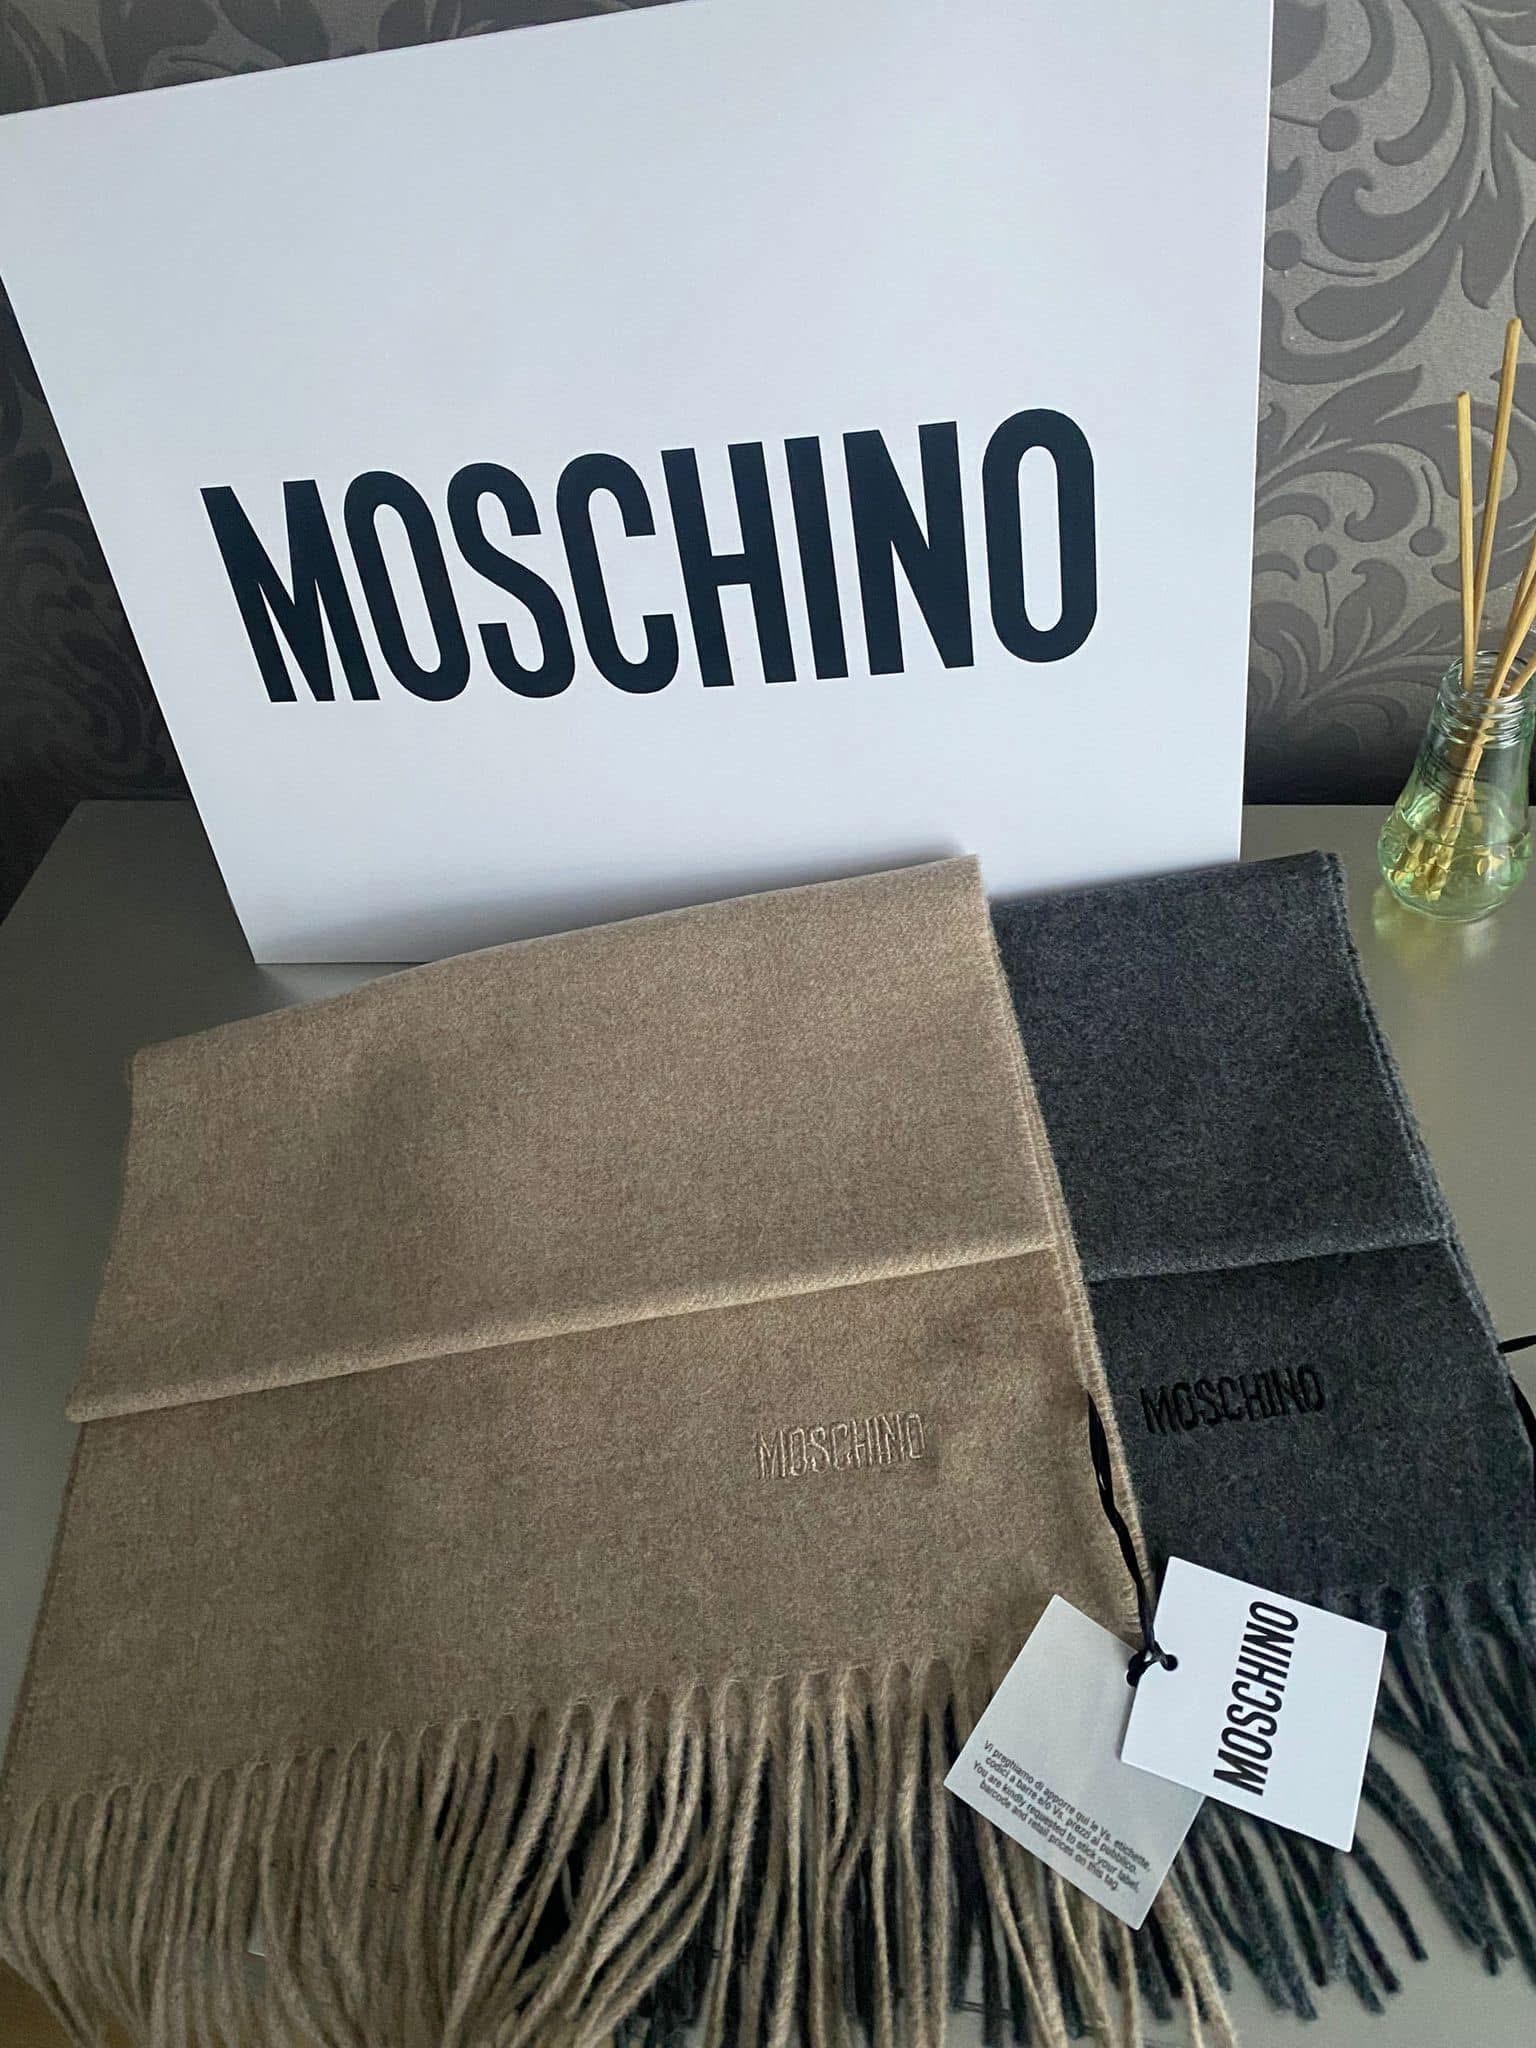 MOSCHINO
MOSCHINO
MOSCHINO
MOSCHINO
Vi preghiamo di apporre qui le Vs. etichette,
codici a barre e/o Vs. prezzi al pubblico.
You are kindly requested to stick your label,
barcode and retail prices on this tag